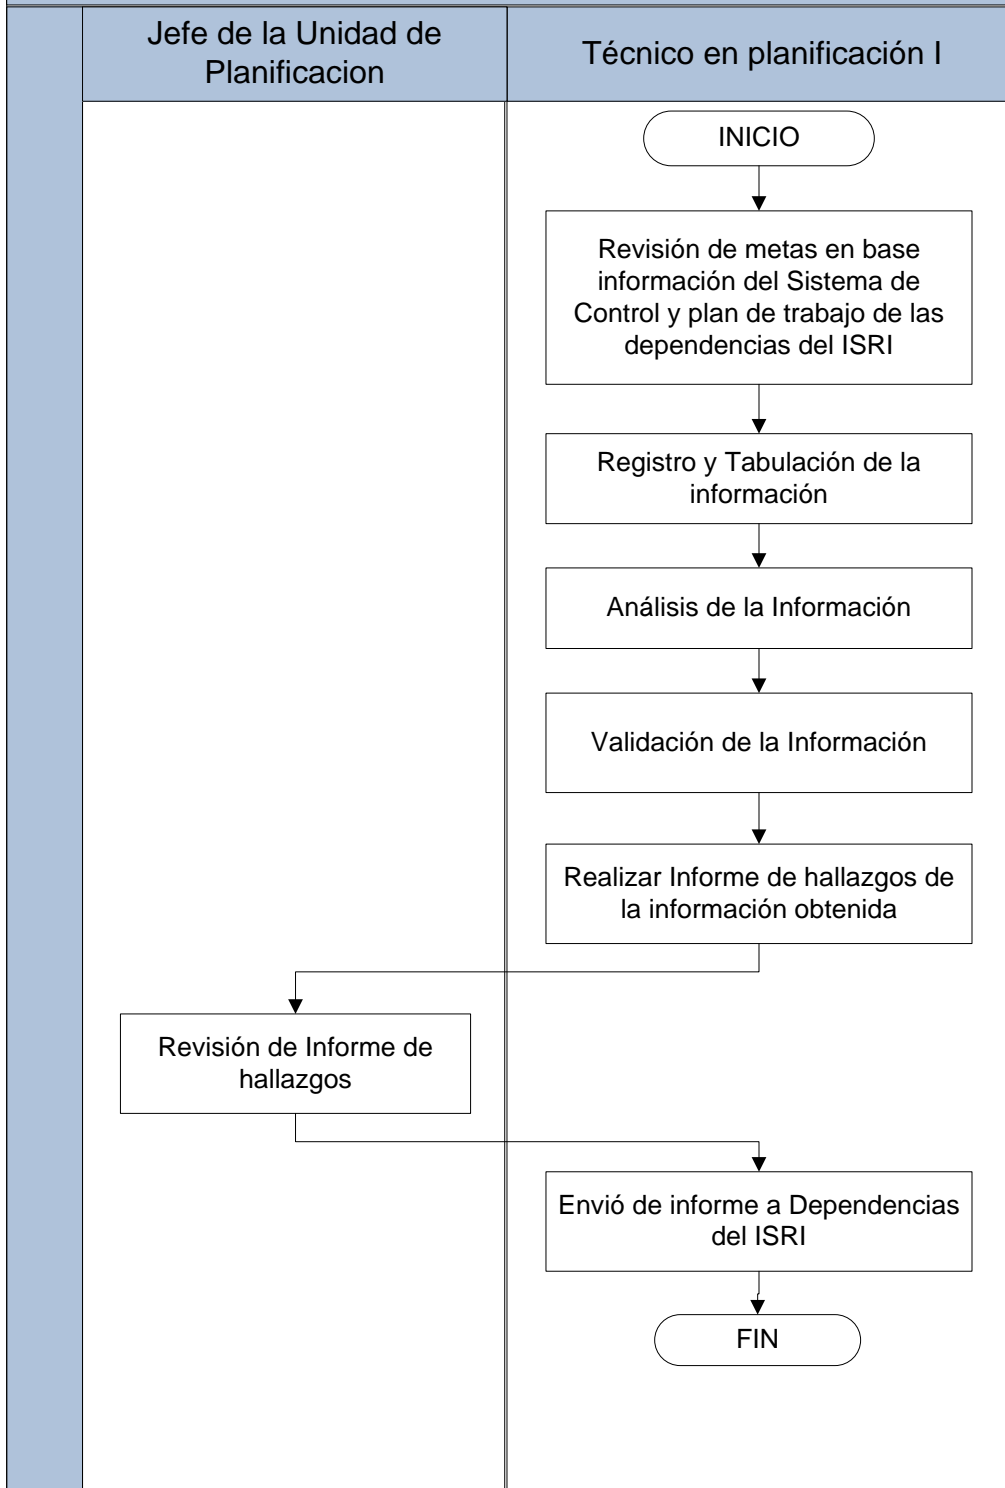 Jefe de la Unidad de
Planificacion
Técnico en planificación I
INICIO
Revisión de metas en base
información del Sistema de
Control y plan de trabajo de las
dependencias del ISRI
Registro y Tabulación de la
información
Análisis de la Información
Validación de la Información
Realizar Informe de hallazgos de
la información obtenida
Revisión de Informe de
hallazgos
Envió de informe a Dependencias
del ISRI
FIN